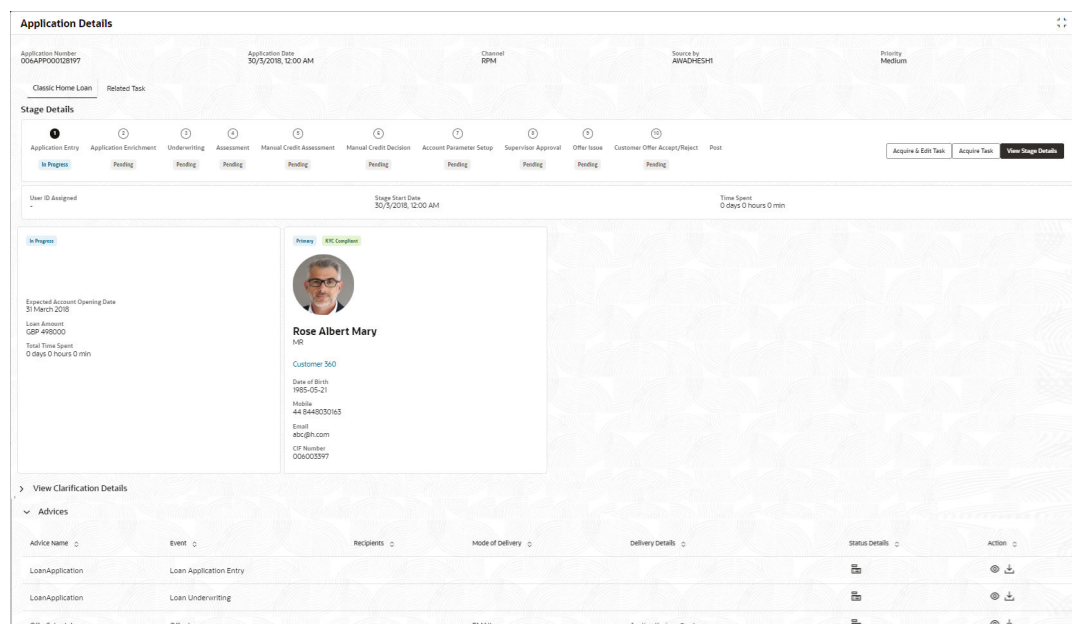 Application Details
Application Number Application Date Channel Source by Priority
006APP000128197 30/3/2018, 12:00 AM RPM AWADHESH1 Medium
Classic Home Loan Related Task
Stage Details
1 2 3 4 5 6 7 8 9 10
Application Entry Application Enrichment Underwriting Assessment Manual Credit Assessment Manual Credit Decision Account Parameter Setup Supervisor Approval Offer Issue Customer Offer Accept/Reject Post
In Progress Pending Pending Pending Pending Pending Pending Pending Pending Pending
Acquire & Edit Task Acquire Task View Stage Details
User ID Assigned Stage Start Date Time Spent
- 30/3/2018, 12:00 AM 0 days 0 hours 0 min
In Progress
Expected Account Opening Date
31 March 2018
Loan Amount
GBP 498000
Total Time Spent
0 days 0 hours 0 min
Primary KYC Compliant
Rose Albert Mary
MR
Customer 360
Date of Birth
1985-05-21
Mobile
44 8448030163
Email
abc@h.com
CIF Number
006003397
View Clarification Details
Advices
Advice Name Event Recipients Mode of Delivery Delivery Details Status Details Action
LoanApplication Loan Application Entry
LoanApplication Loan Underwriting